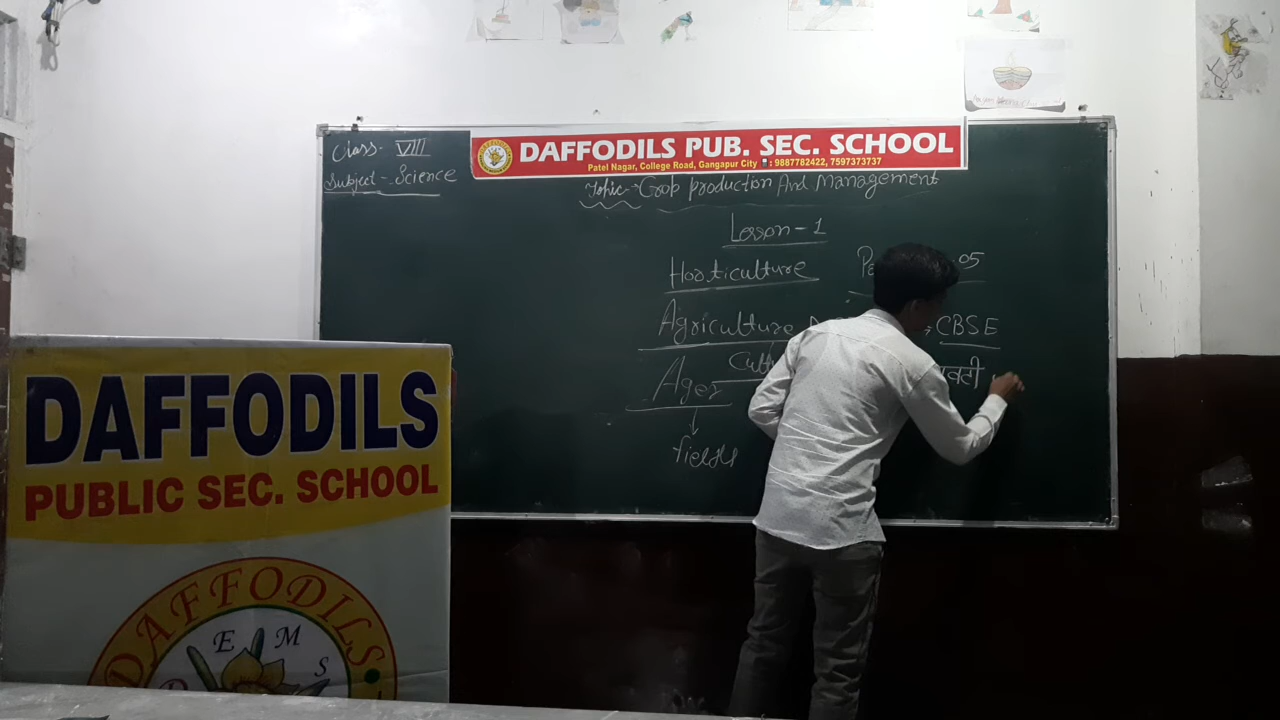 Class- VIII
Subject - Science
DAFFODILS PUB. SEC. SCHOOL
Patel Nagar, College Road, Gangapur City : 9887782422, 7597373737
Topic:- Crop production And Management
Lesson - 1
Horticulture
05
Agriculture
CBSE
Ager
fields
DAFFODILS
PUBLIC SEC. SCHOOL
DAFFODILS
E M S